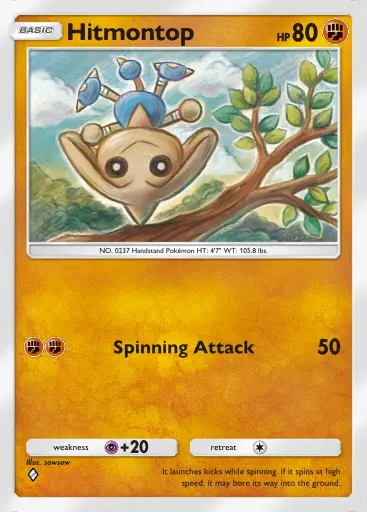 BASIC Hitmontop HP 80
NO. 0237 Handstand Pokémon HT: 4'7" WT: 105.8 lbs.
Spinning Attack 50
weakness +20 retreat
Illus. sowsow
It launches kicks while spinning. If it spins at high
speed, it may bore its way into the ground.